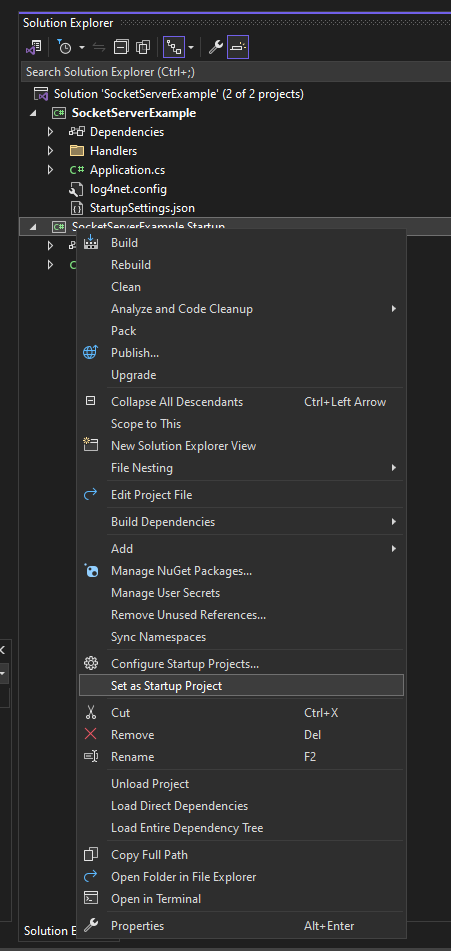 Solution Explorer
Search Solution Explorer (Ctrl+;)
Solution 'SocketServerExample' (2 of 2 projects)
C# SocketServerExample
Dependencies
Handlers
C# Application.cs
log4net.config
StartupSettings.json
C# SocketServerExample.Startup
Build
Rebuild
Clean
Analyze and Code Cleanup
Pack
Publish...
Upgrade
Collapse All Descendants Ctrl+Left Arrow
Scope to This
New Solution Explorer View
File Nesting
Edit Project File
Build Dependencies
Add
Manage NuGet Packages...
Manage User Secrets
Remove Unused References...
Sync Namespaces
Configure Startup Projects...
Set as Startup Project
Cut Ctrl+X
Remove Del
Rename F2
Unload Project
Load Direct Dependencies
Load Entire Dependency Tree
Copy Full Path
Open Folder in File Explorer
Open in Terminal
Properties Alt+Enter
Solution E